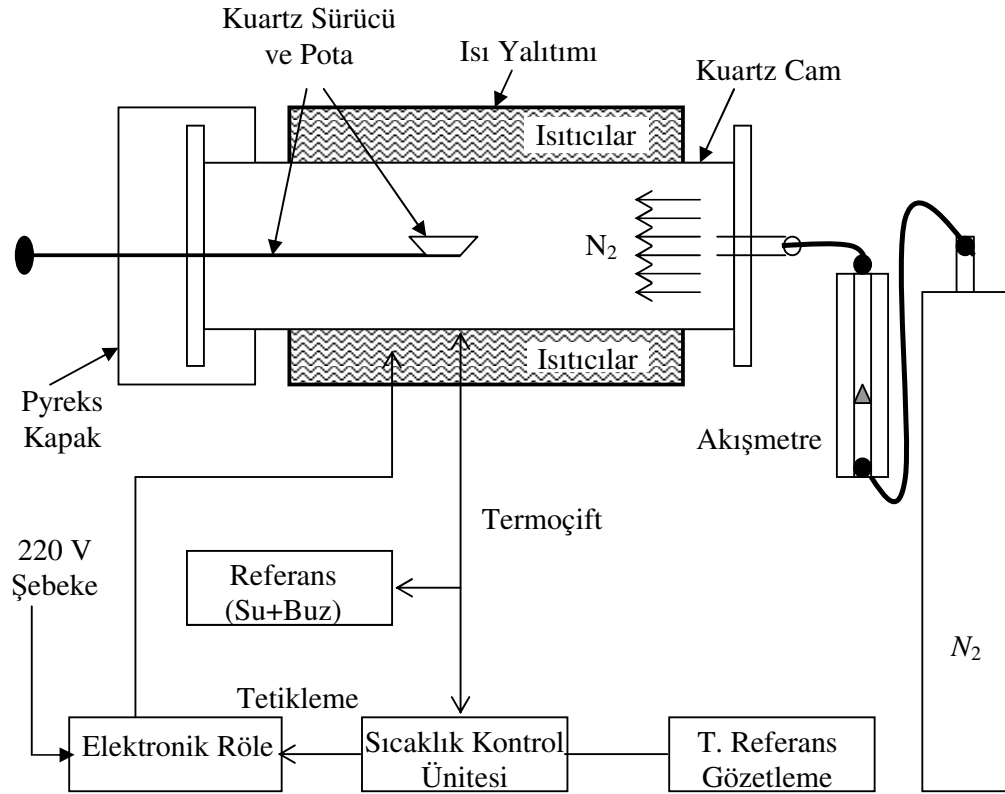 Kuartz Sürücü
ve Pota
Isı Yalıtımı
Kuartz Cam
Isıtıcılar
N2
Isıtıcılar
Pyreks
Kapak
Akışmetre
Termoçift
220 V
Şebeke
Referans
(Su+Buz)
N2
Tetikleme
Elektronik Röle
Sıcaklık Kontrol
Ünitesi
T. Referans
Gözetleme